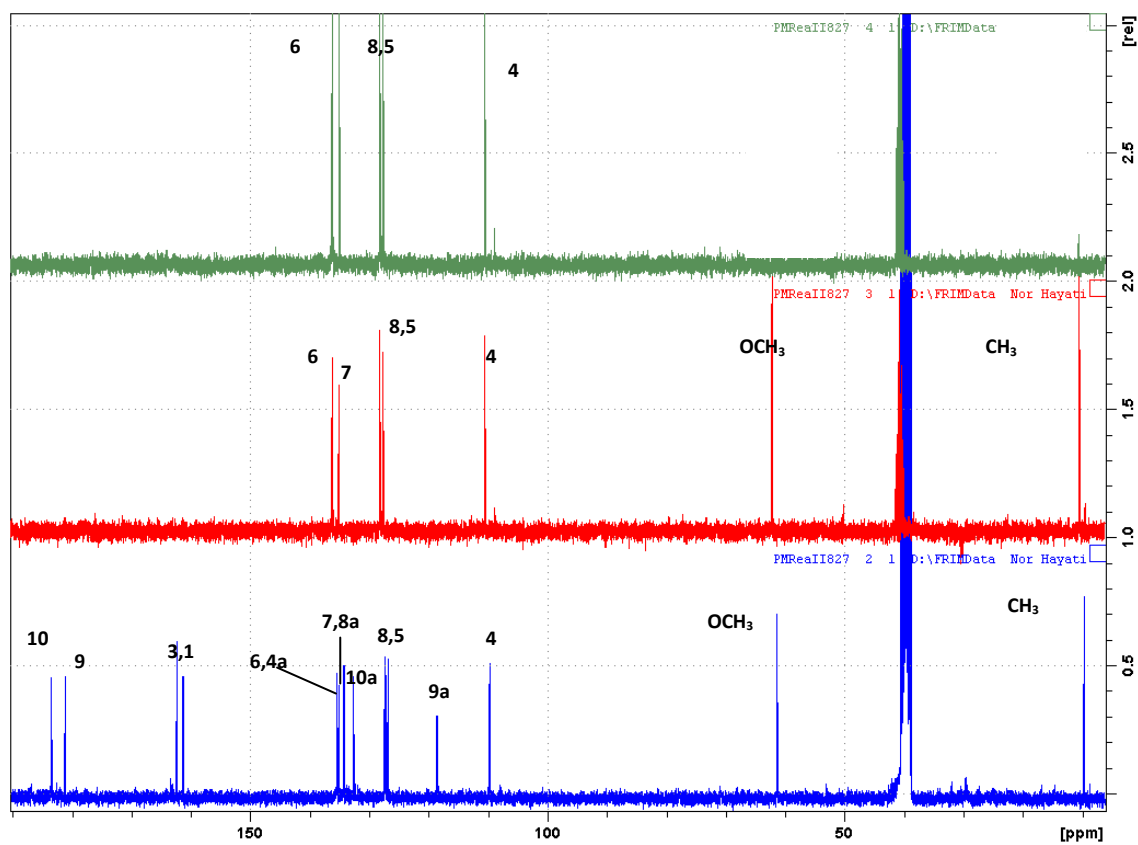 PMReaII827 4 1 D:\FRIMData
[rel]
6
8,5
4
2.5
2.0
PMReaII827 3 1 D:\FRIMData Nor Hayati
8,5
OCH3
CH3
6
4
7
1.5
1.0
PMReaII827 2 1 D:\FRIMData Nor Hayati
CH3
7,8a
OCH3
10
8,5
4
3,1
9
6,4a
0.5
10a
9a
150
100
50
[ppm]